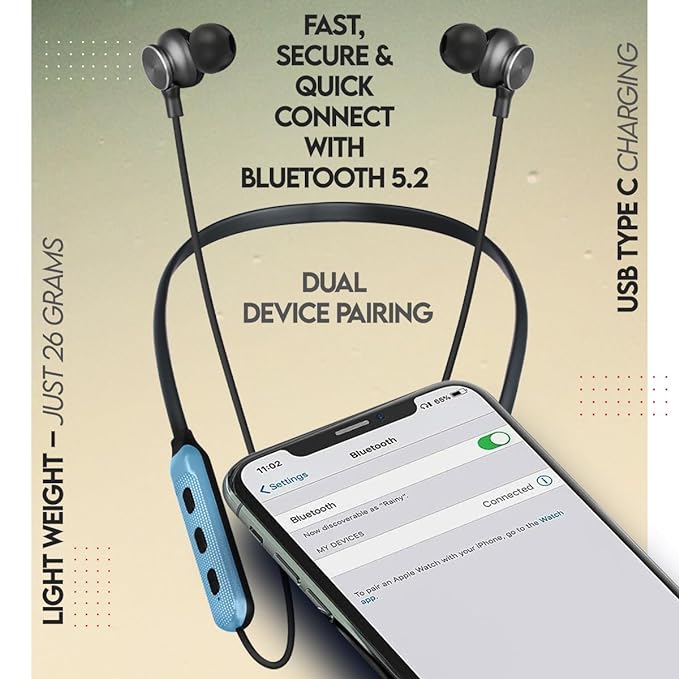 FAST,
SECURE &
QUICK
CONNECT
WITH
BLUETOOTH 5.2
USB TYPE C CHARGING
DUAL
DEVICE PAIRING
LIGHT WEIGHT – JUST 26 GRAMS
11:02
66%
Settings
Bluetooth
Bluetooth
Now discoverable as "Rainy".
MY DEVICES
Connected
To pair an Apple Watch with your iPhone, go to the Watch
app.